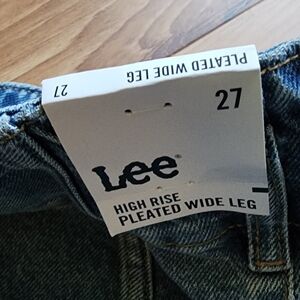 27 PLEATED WIDE LEG
27
Lee®
HIGH RISE
PLEATED WIDE LEG